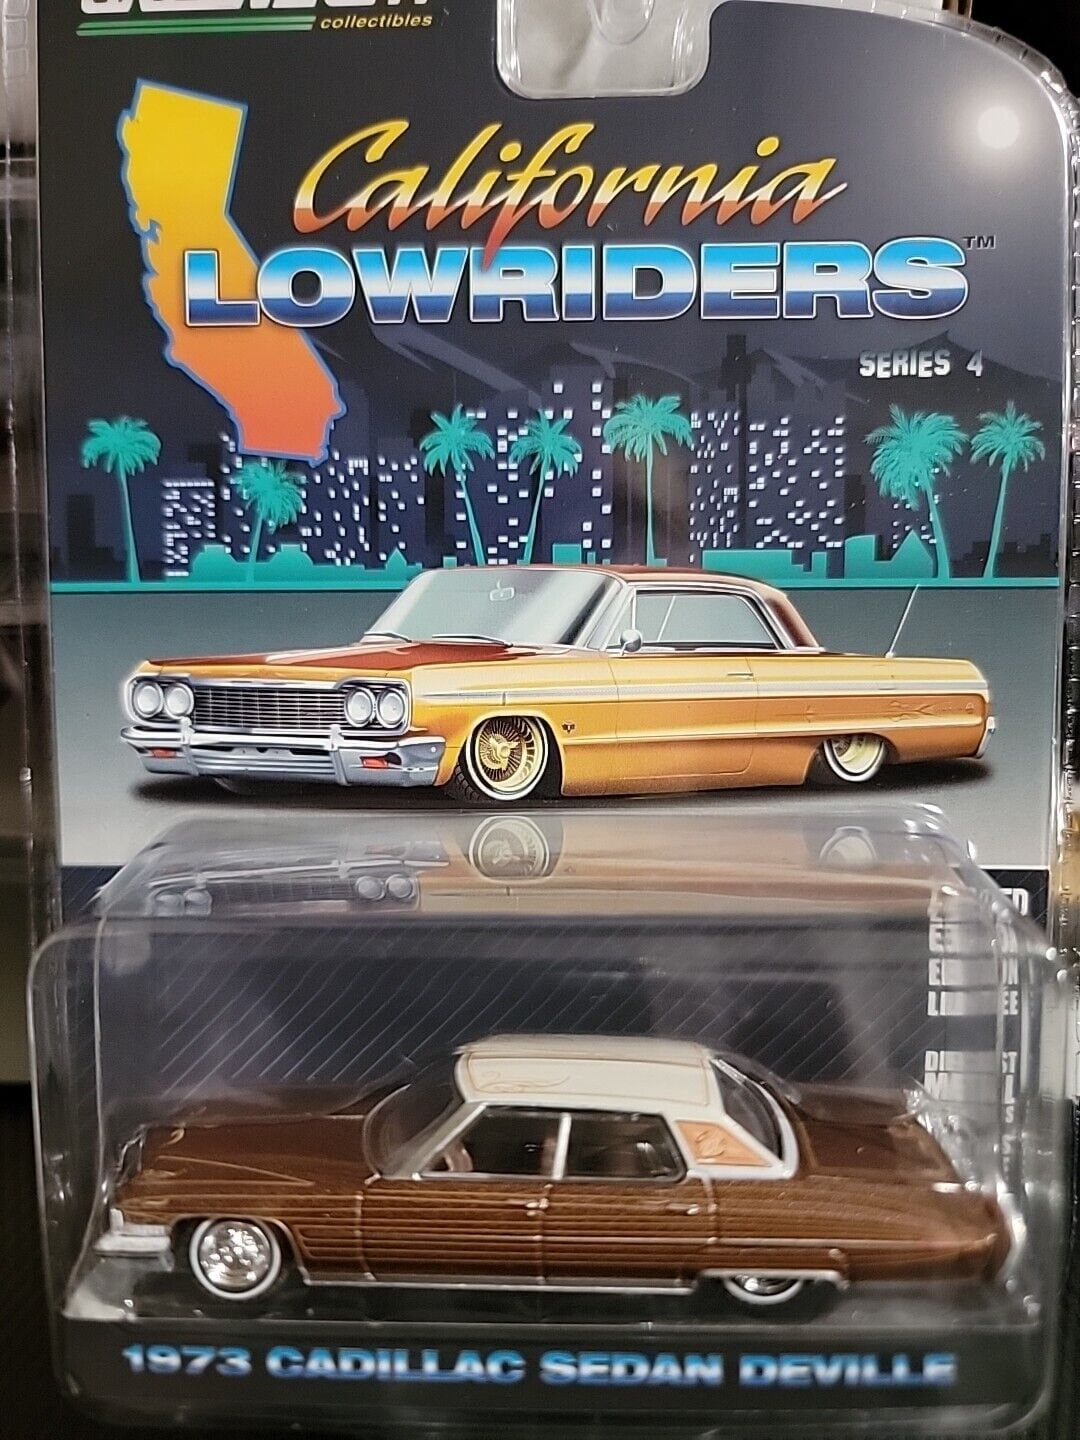 collectibles
California
LOWRIDERS™
SERIES 4
1973 CADILLAC SEDAN DEVILLE